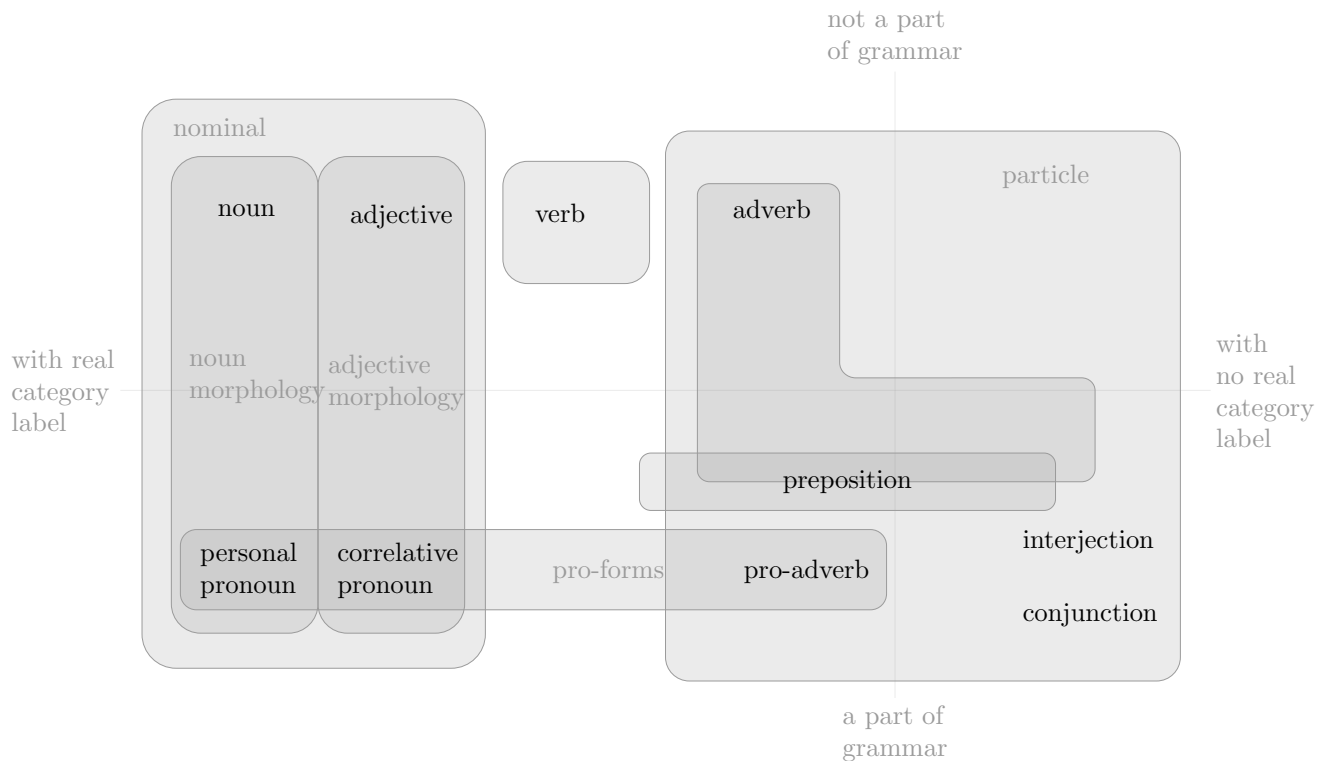 not a part
of grammar
nominal
particle
noun
adjective
verb
adverb
with real
category
label
noun
morphology
adjective
morphology
with
no real
category
label
preposition
personal
pronoun
correlative
pronoun
pro-forms
pro-adverb
interjection
conjunction
a part of
grammar